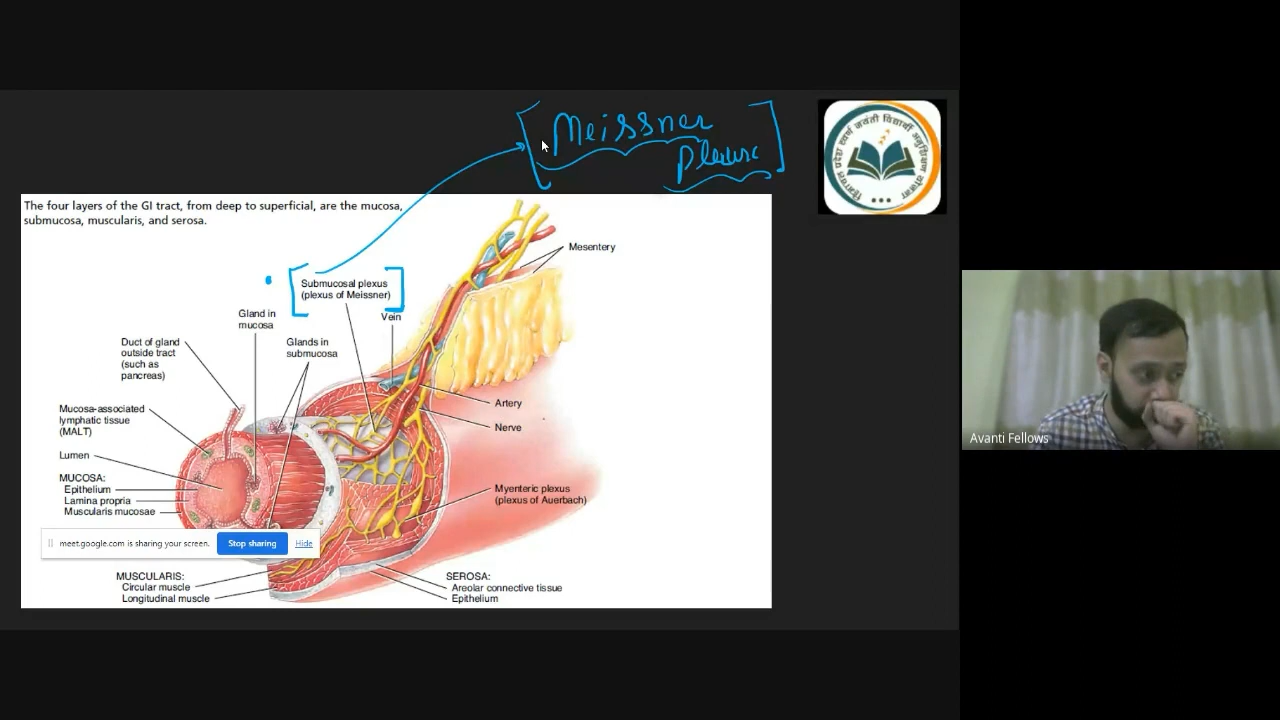 Meissner
Plexus
The four layers of the GI tract, from deep to superficial, are the mucosa,
submucosa, muscularis, and serosa.
Mesentery
Submucosal plexus
(plexus of Meissner)
Gland in
mucosa
Vein
Duct of gland
outside tract
(such as
pancreas)
Glands in
submucosa
Artery
Mucosa-associated
lymphatic tissue
(MALT)
Nerve
Lumen
MUCOSA:
Epithelium
Lamina propria
Muscularis mucosae
Myenteric plexus
(plexus of Auerbach)
meet.google.com is sharing your screen.
Stop sharing
Hide
MUSCULARIS:
Circular muscle
Longitudinal muscle
SEROSA:
Areolar connective tissue
Epithelium
Avanti Fellows